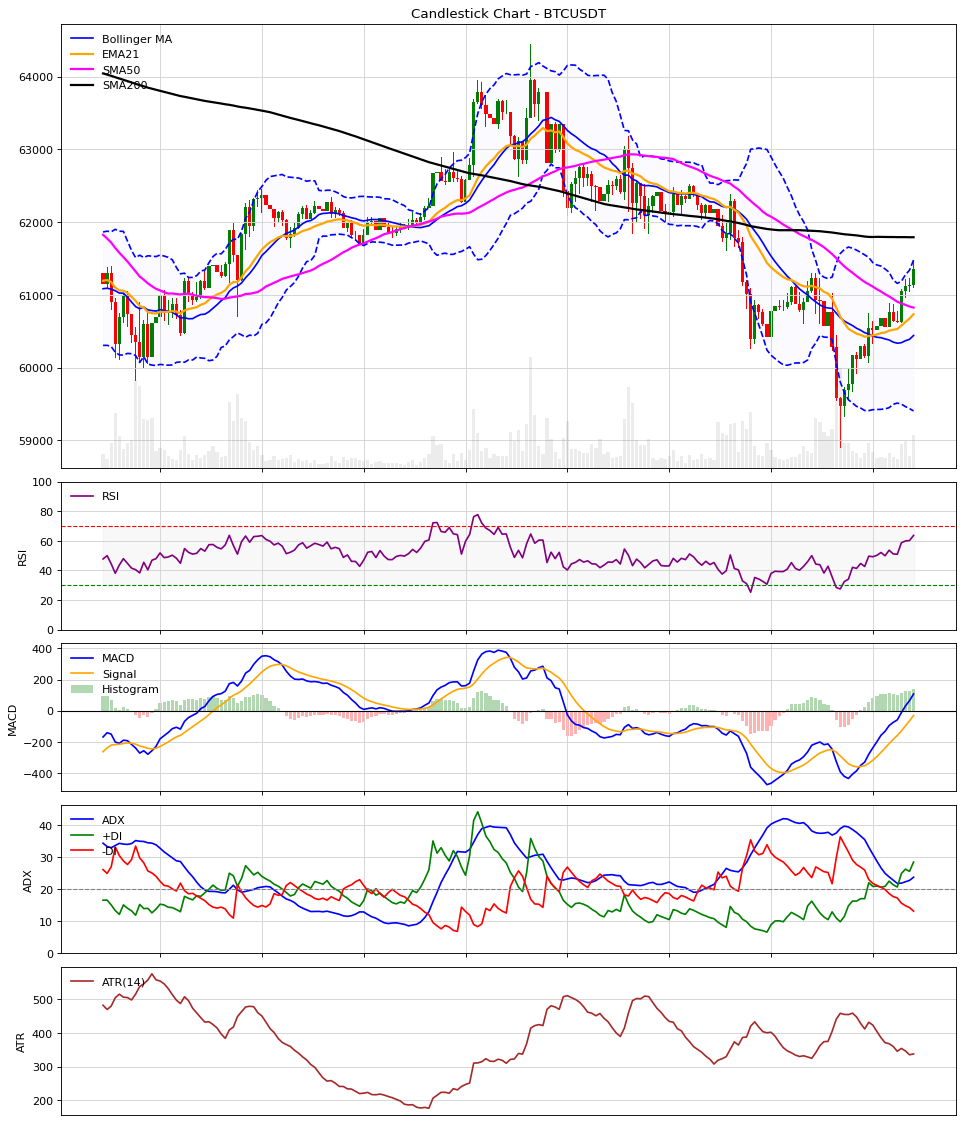 Candlestick Chart - BTCUSDT
Bollinger MA
EMA21
SMA50
SMA200
64000
63000
62000
61000
60000
59000
RSI
100
80
60
40
20
0
RSI
MACD
Signal
Histogram
400
200
0
−200
−400
MACD
ADX
+DI
-DI
40
30
20
10
0
ADX
ATR(14)
500
400
300
200
ATR